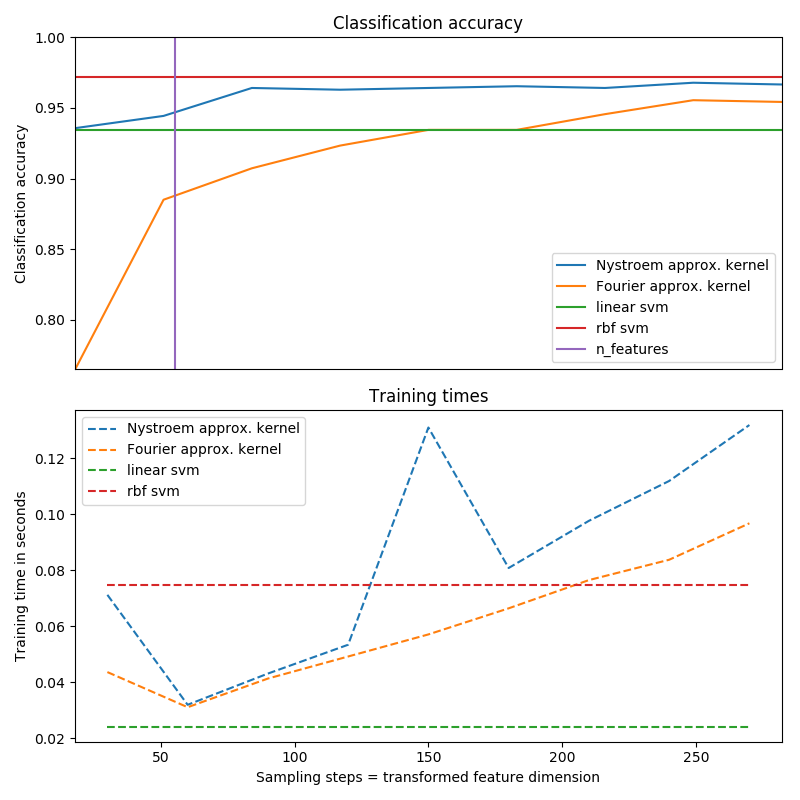 Classification accuracy
1.00
0.95
0.90
0.85
0.80
Classification accuracy
Nystroem approx. kernel
Fourier approx. kernel
linear svm
rbf svm
n_features
Training times
Nystroem approx. kernel
Fourier approx. kernel
linear svm
rbf svm
0.12
0.10
0.08
0.06
0.04
0.02
Training time in seconds
50
100
150
200
250
Sampling steps = transformed feature dimension